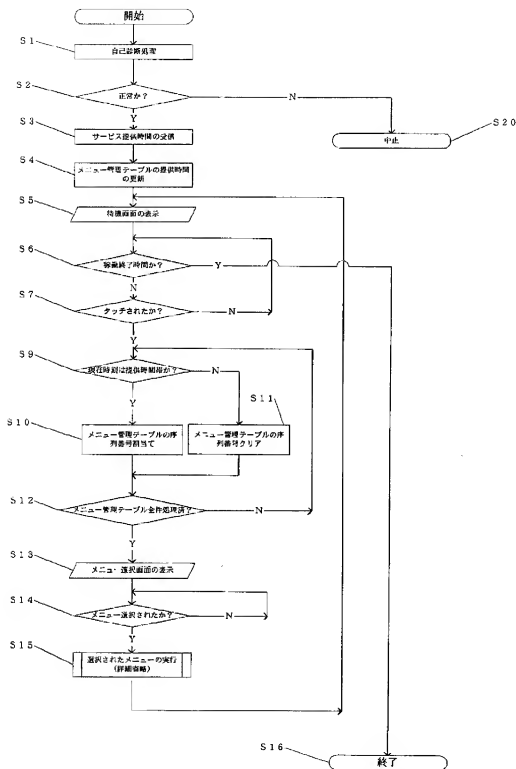 開始
S1
自己診断処理
S2
正常か?
N
Y
S3
サービス提供時間の受信
中止
S20
S4
メニュー管理テーブルの提供時間
の更新
S5
待機画面の表示
S6
稼働終了時間か?
Y
N
S7
タッチされたか?
N
Y
S9
現在時刻は提供時間帯か?
N
Y
S10
メニュー管理テーブルの序
列番号割当て
S11
メニュー管理テーブルの序
列番号クリア
S12
メニュー管理テーブル全件処理済?
N
Y
S13
メニュー選択画面の表示
S14
メニュー選択されたか?
N
Y
S15
選択されたメニューの実行
(詳細省略)
S16
終了